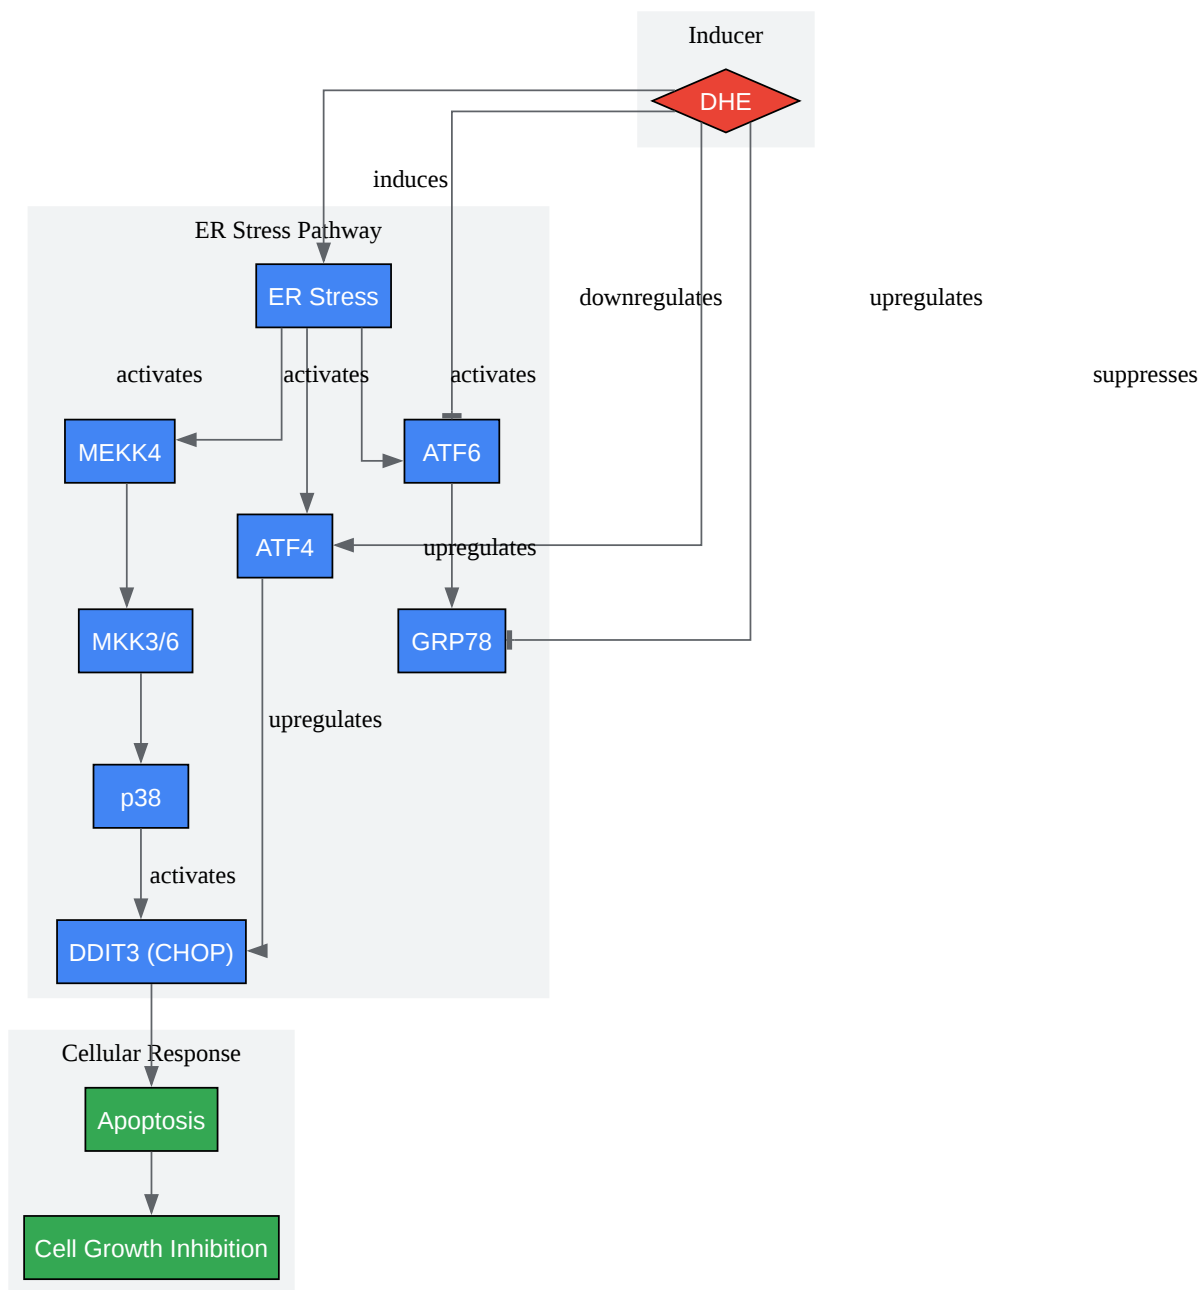 Inducer
DHE
induces
ER Stress Pathway
ER Stress
downregulates
upregulates
activates
activates
activates
suppresses
MEKK4
ATF6
ATF4
upregulates
MKK3/6
GRP78
upregulates
p38
activates
DDIT3 (CHOP)
Cellular Response
Apoptosis
Cell Growth Inhibition